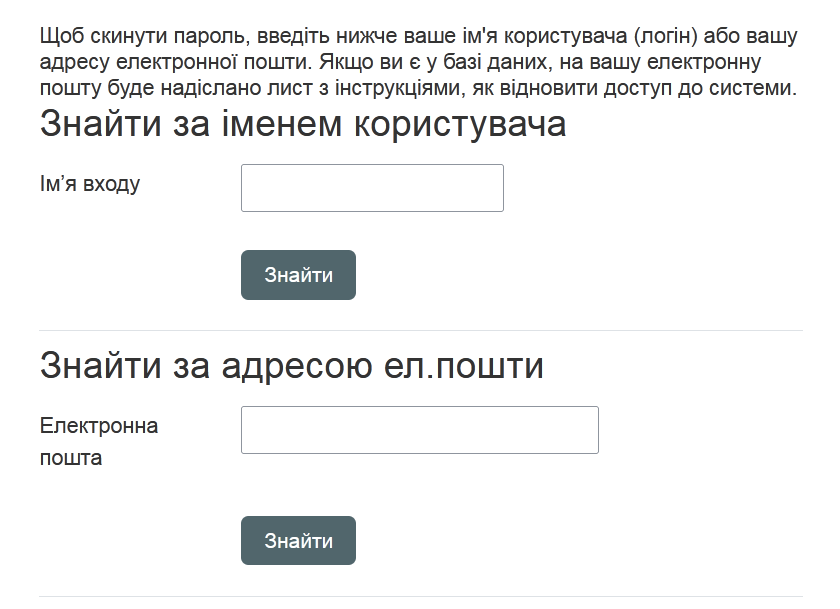 Щоб скинути пароль, введіть нижче ваше ім'я користувача (логін) або вашу
адресу електронної пошти. Якщо ви є у базі даних, на вашу електронну
пошту буде надіслано лист з інструкціями, як відновити доступ до системи.
Знайти за іменем користувача
Ім’я входу
Знайти
Знайти за адресою ел.пошти
Електронна
пошта
Знайти